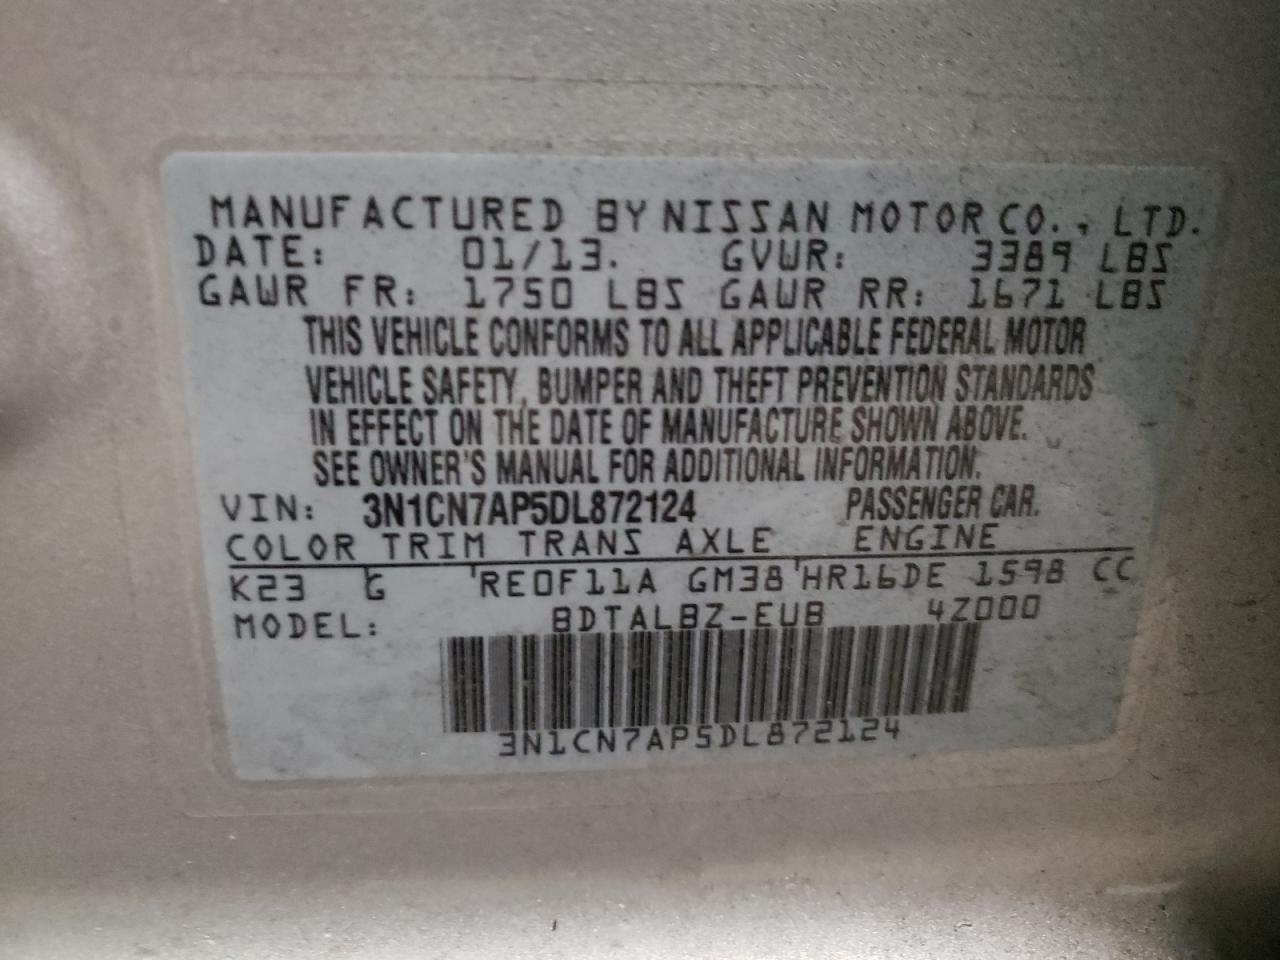 MANUFACTURED BY NISSAN MOTOR CO., LTD.
DATE: 01/13. GVWR: 3389 LBS
GAWR FR: 1750 LBS GAWR RR: 1671 LBS
THIS VEHICLE CONFORMS TO ALL APPLICABLE FEDERAL MOTOR
VEHICLE SAFETY, BUMPER AND THEFT PREVENTION STANDARDS
IN EFFECT ON THE DATE OF MANUFACTURE SHOWN ABOVE.
SEE OWNER'S MANUAL FOR ADDITIONAL INFORMATION.
VIN: 3N1CN7AP5DL872124 PASSENGER CAR.
COLOR TRIM TRANS AXLE ENGINE
K23 G RE0F11A GM38 HR16DE 1598 CC
MODEL: BDTALBZ-EUB 4Z000
3N1CN7AP5DL872124